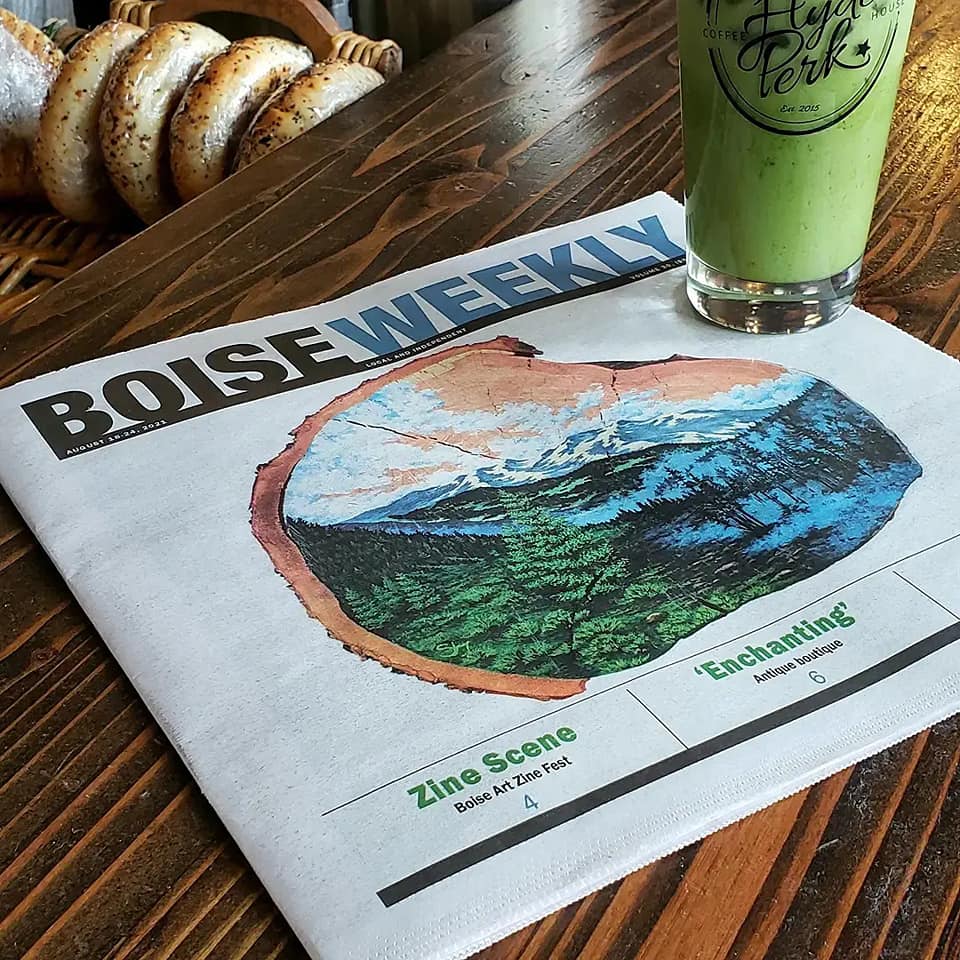 Hyde
COFFEE HOUSE
Perk
Est. 2015
BOISE WEEKLY
AUGUST 18-24, 2021
LOCAL AND INDEPENDENT
VOLUME 30,
Zine Scene
Boise Art Zine Fest
4
'Enchanting'
Antique boutique
6